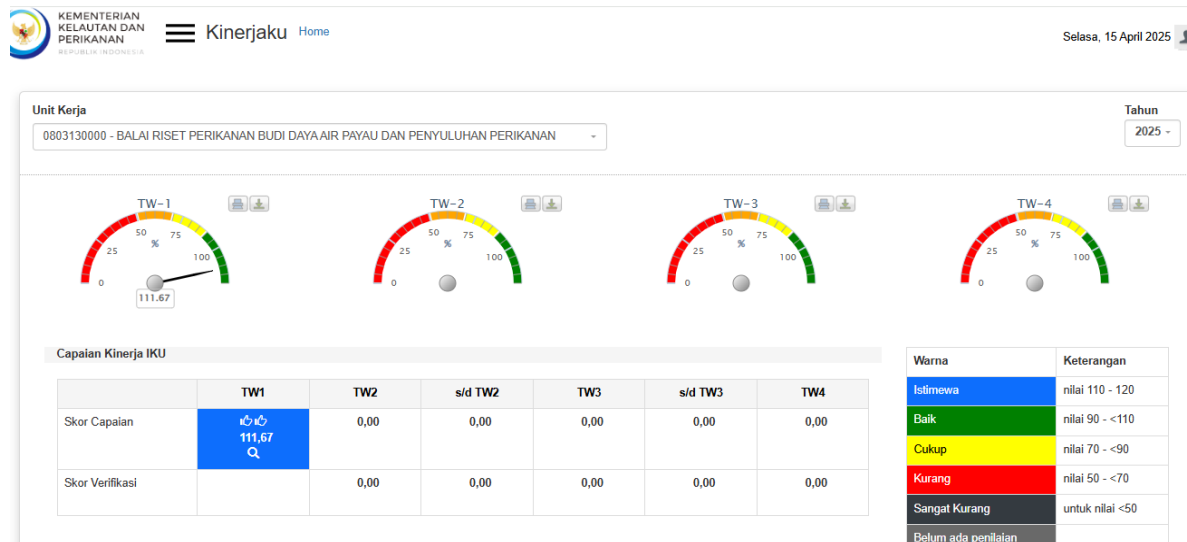 KEMENTERIAN
KELAUTAN DAN
PERIKANAN
REPUBLIK INDONESIA
Kinerjaku Home
Selasa, 15 April 2025
Unit Kerja
Tahun
0803130000 - BALAI RISET PERIKANAN BUDI DAYA AIR PAYAU DAN PENYULUHAN PERIKANAN
2025
TW-1
0 25 50 75 100
%
111.67
TW-2
0 25 50 75 100
%
TW-3
0 25 50 75 100
%
TW-4
0 25 50 75 100
%
Capaian Kinerja IKU
TW1 TW2 s/d TW2 TW3 s/d TW3 TW4
Skor Capaian 111,67 0,00 0,00 0,00 0,00 0,00
Skor Verifikasi 0,00 0,00 0,00 0,00 0,00
Warna Keterangan
Istimewa nilai 110 - 120
Baik nilai 90 - <110
Cukup nilai 70 - <90
Kurang nilai 50 - <70
Sangat Kurang untuk nilai <50
Belum ada penilaian